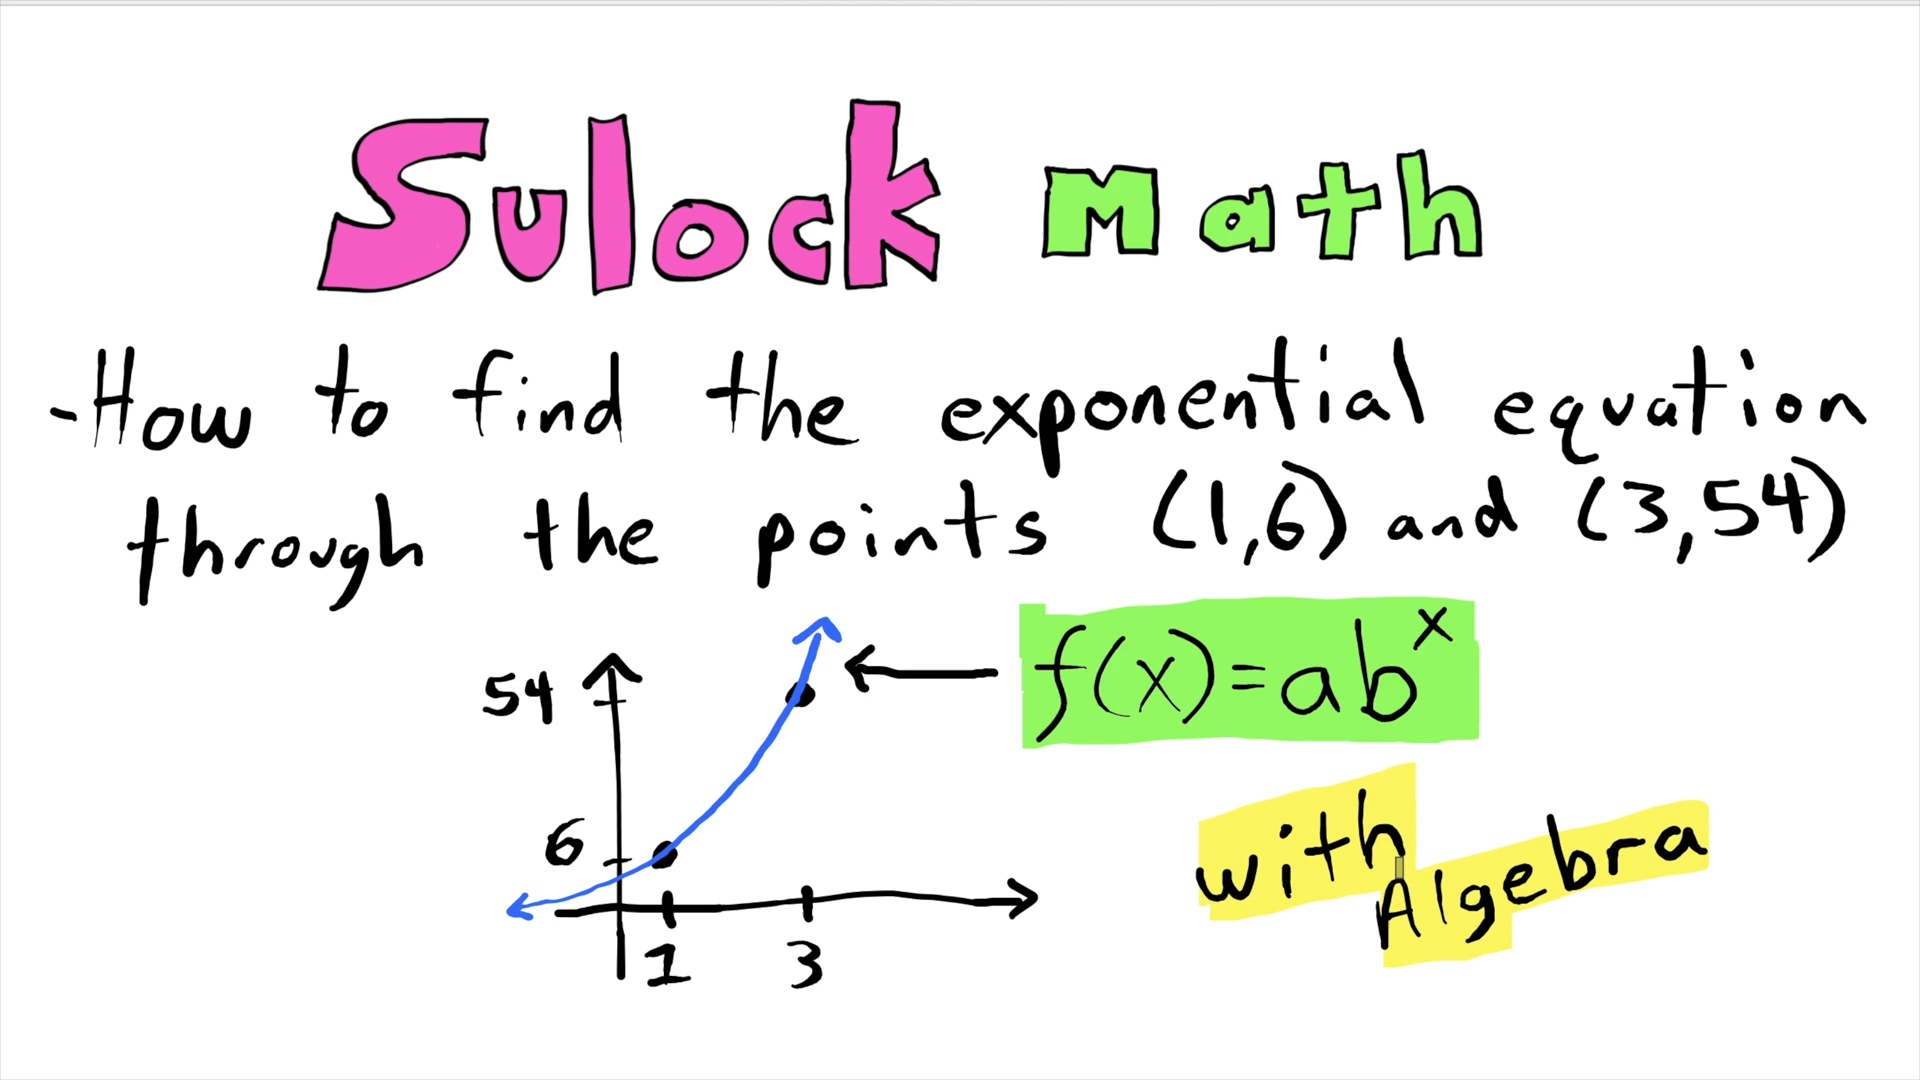 Sulock Math
-How to find the exponential equation
through the points (1,6) and (3,54)
f(x)=abˣ
54
6
1 3
with
Algebra